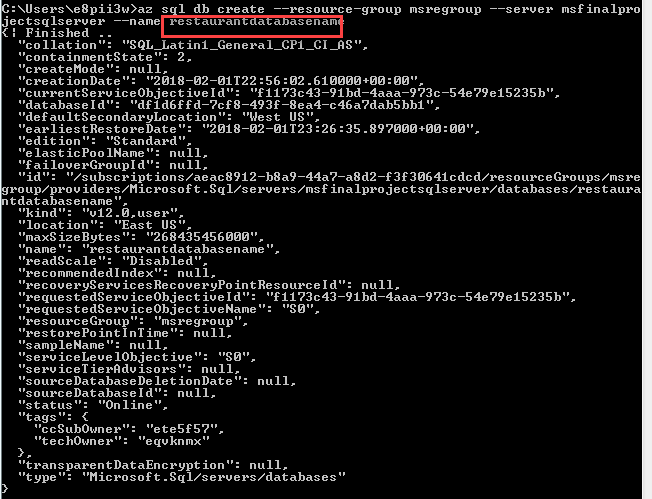 C:\Users\e8pii3w>az sql db create --resource-group msregroup --server msfinalpro
jectsqlserver --name restaurantdatabasename
{| Finished ..
  "collation": "SQL_Latin1_General_CP1_CI_AS",
  "containmentState": 2,
  "createMode": null,
  "creationDate": "2018-02-01T22:56:02.610000+00:00",
  "currentServiceObjectiveId": "f1173c43-91bd-4aaa-973c-54e79e15235b",
  "databaseId": "df1d6ffd-7cf8-493f-8ea4-c46a7dab5bb1",
  "defaultSecondaryLocation": "West US",
  "earliestRestoreDate": "2018-02-01T23:26:35.897000+00:00",
  "edition": "Standard",
  "elasticPoolName": null,
  "failoverGroupId": null,
  "id": "/subscriptions/aeac8912-b8a9-44a7-a8d2-f3f30641cdcd/resourceGroups/msre
group/providers/Microsoft.Sql/servers/msfinalprojectsqlserver/databases/restaura
ntdatabasename",
  "kind": "v12.0,user",
  "location": "East US",
  "maxSizeBytes": "268435456000",
  "name": "restaurantdatabasename",
  "readScale": "Disabled",
  "recommendedIndex": null,
  "recoveryServicesRecoveryPointResourceId": null,
  "requestedServiceObjectiveId": "f1173c43-91bd-4aaa-973c-54e79e15235b",
  "requestedServiceObjectiveName": "S0",
  "resourceGroup": "msregroup",
  "restorePointInTime": null,
  "sampleName": null,
  "serviceLevelObjective": "S0",
  "serviceTierAdvisors": null,
  "sourceDatabaseDeletionDate": null,
  "sourceDatabaseId": null,
  "status": "Online",
  "tags": {
    "ccSubOwner": "ete5f57",
    "techOwner": "eqvknmx"
  },
  "transparentDataEncryption": null,
  "type": "Microsoft.Sql/servers/databases"
}